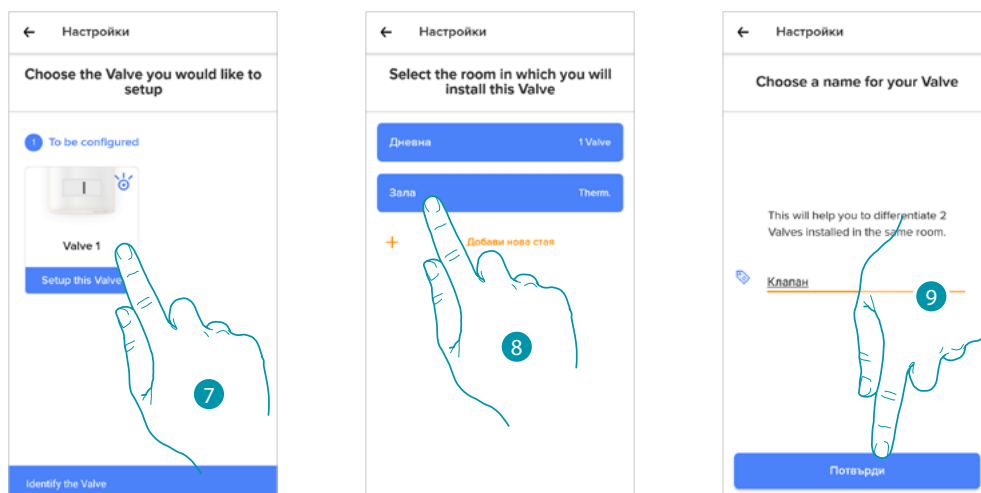 ← Настройки
Choose the Valve you would like to
setup
1 To be configured
Valve 1
Setup this Valve
7
Identify the Valve
← Настройки
Select the room in which you will
install this Valve
Дневна 1 Valve
Зала Therm.
+ Добави нова стая
8
← Настройки
Choose a name for your Valve
This will help you to differentiate 2
Valves installed in the same room.
Клапан
9
Потвърди